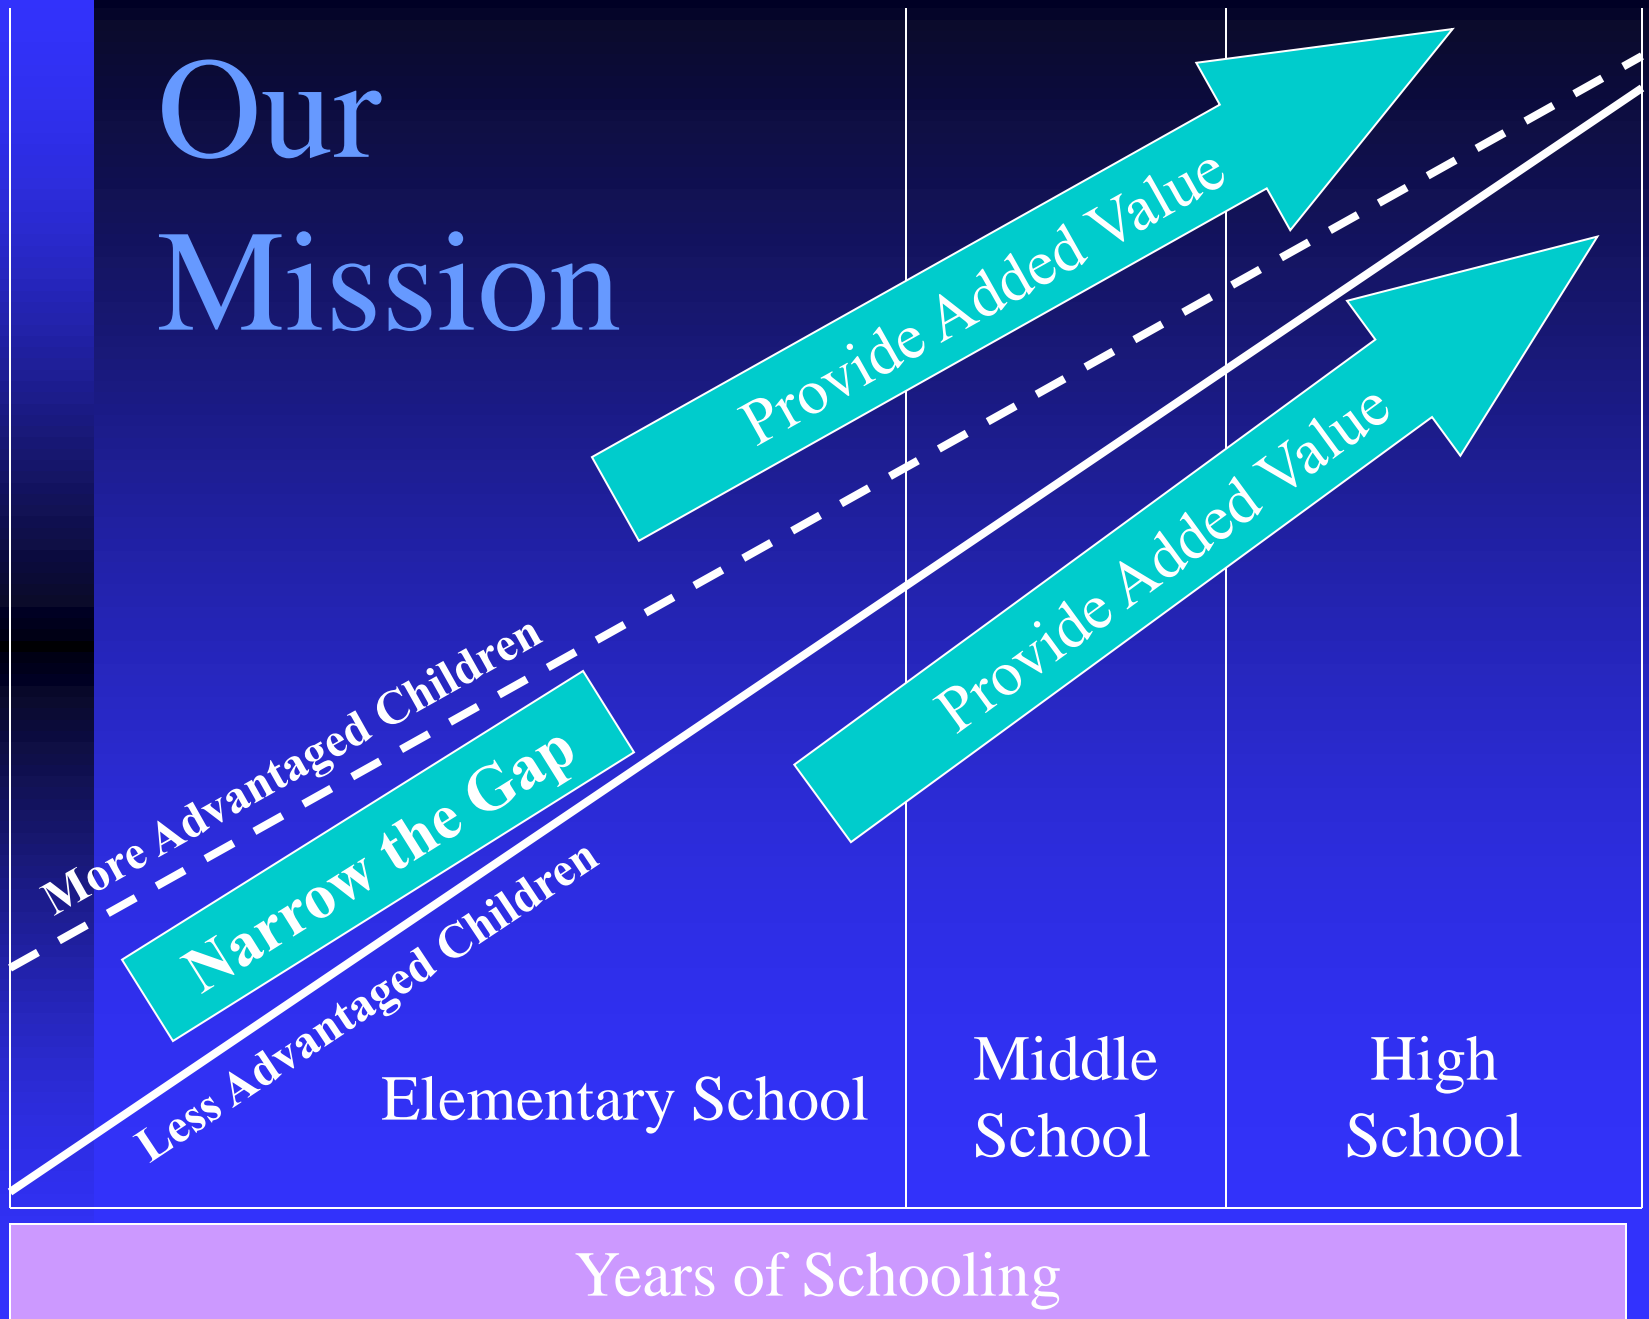 Our
Mission
Provide Added Value
Provide Added Value
More Advantaged Children
Narrow the Gap
Less Advantaged Children
Elementary School
Middle
School
High
School
Years of Schooling